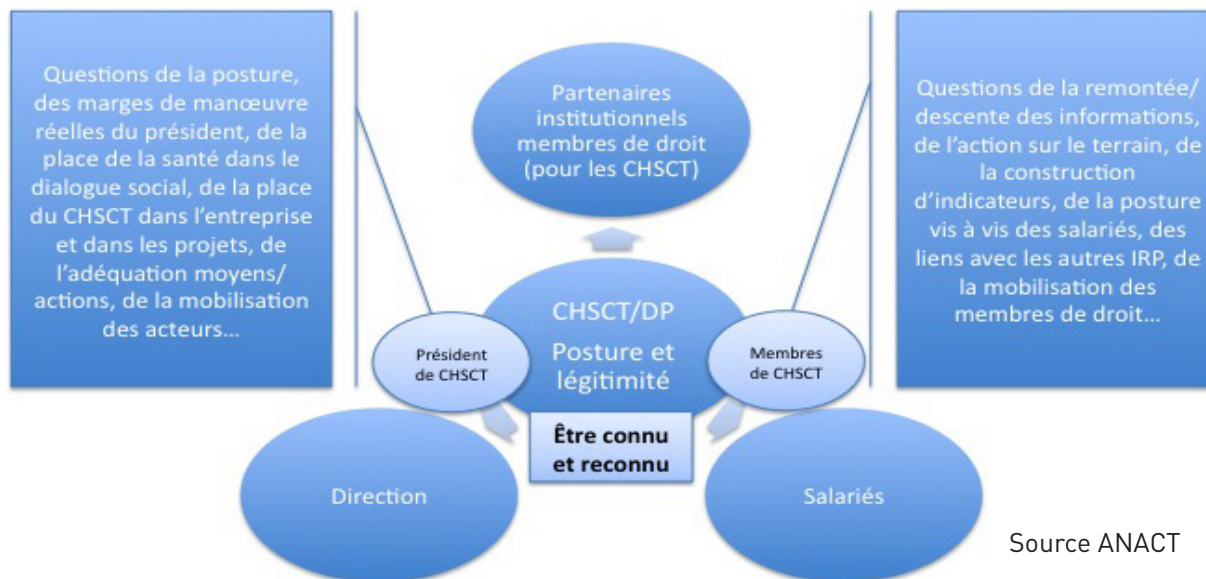 Questions de la posture,
des marges de manœuvre
réelles du président, de la
place de la santé dans le
dialogue social, de la place
du CHSCT dans l’entreprise
et dans les projets, de
l’adéquation moyens/
actions, de la mobilisation
des acteurs…
Partenaires
institutionnels
membres de droit
(pour les CHSCT)
Questions de la remontée/
descente des informations,
de l’action sur le terrain, de
la construction
d’indicateurs, de la posture
vis à vis des salariés, des
liens avec les autres IRP, de
la mobilisation des
membres de droit…
Président
de CHSCT
CHSCT/DP
Posture et
légitimité
Membres
de CHSCT
Être connu
et reconnu
Direction
Salariés
Source ANACT